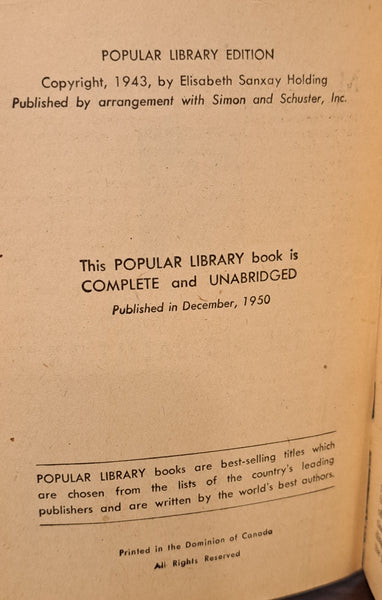 POPULAR LIBRARY EDITION
Copyright, 1943, by Elisabeth Sanxay Holding
Published by arrangement with Simon and Schuster, Inc.
This POPULAR LIBRARY book is
COMPLETE and UNABRIDGED
Published in December, 1950
POPULAR LIBRARY books are best-selling titles which
are chosen from the lists of the country's leading
publishers and are written by the world's best authors.
Printed in the Dominion of Canada
All Rights Reserved